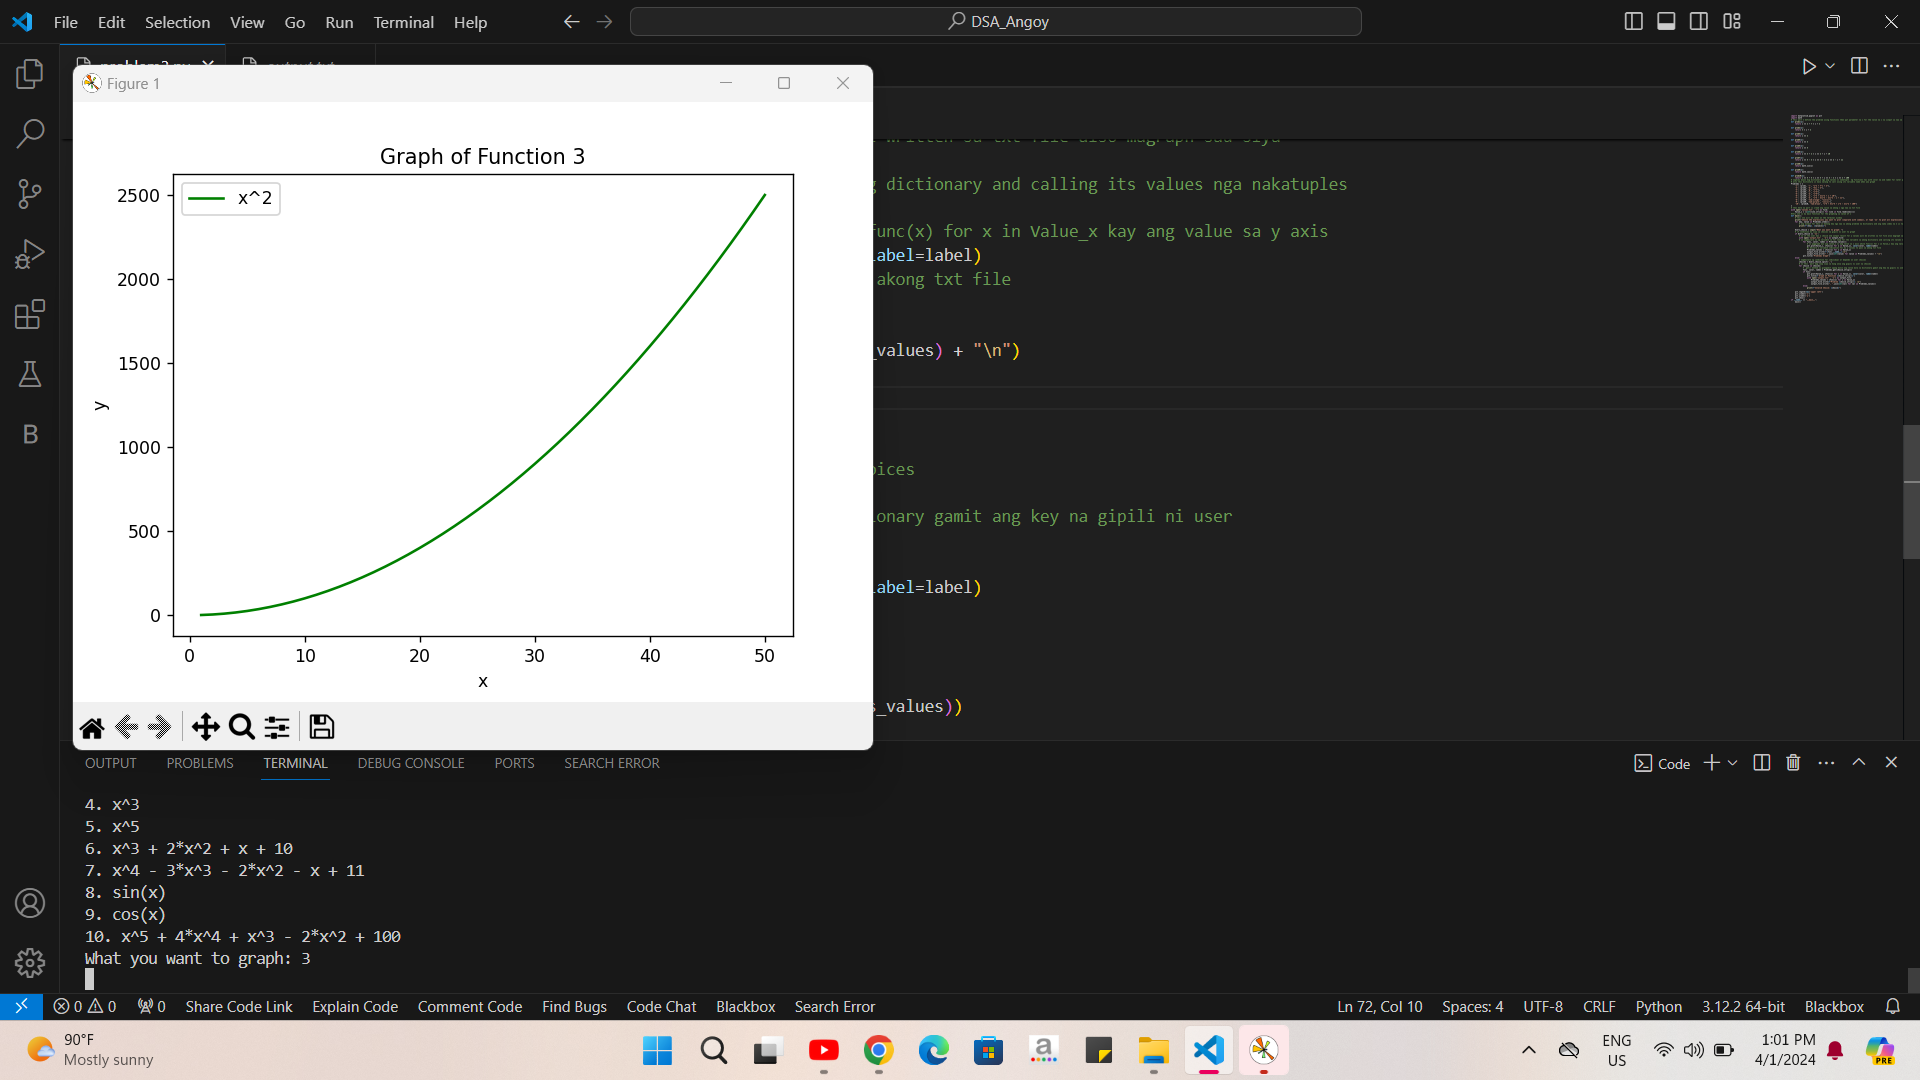 File Edit Selection View Go Run Terminal Help
DSA_Angoy
Figure 1
Graph of Function 3
x^2
2500
2000
1500
1000
500
0
y
0 10 20 30 40 50
x
dictionary and calling its values nga nakatuples
func(x) for x in Value_x kay ang value sa y axis
label=label)
akong txt file
_values) + "\n")
oices
ionary gamit ang key na gipili ni user
label=label)
s_values))
OUTPUT PROBLEMS TERMINAL DEBUG CONSOLE PORTS SEARCH ERROR
Code
4. x^3
5. x^5
6. x^3 + 2*x^2 + x + 10
7. x^4 - 3*x^3 - 2*x^2 - x + 11
8. sin(x)
9. cos(x)
10. x^5 + 4*x^4 + x^3 - 2*x^2 + 100
What you want to graph: 3
0 0 0 Share Code Link Explain Code Comment Code Find Bugs Code Chat Blackbox Search Error
Ln 72, Col 10 Spaces: 4 UTF-8 CRLF Python 3.12.2 64-bit Blackbox
90°F
Mostly sunny
ENG
US
1:01 PM
4/1/2024
PRE